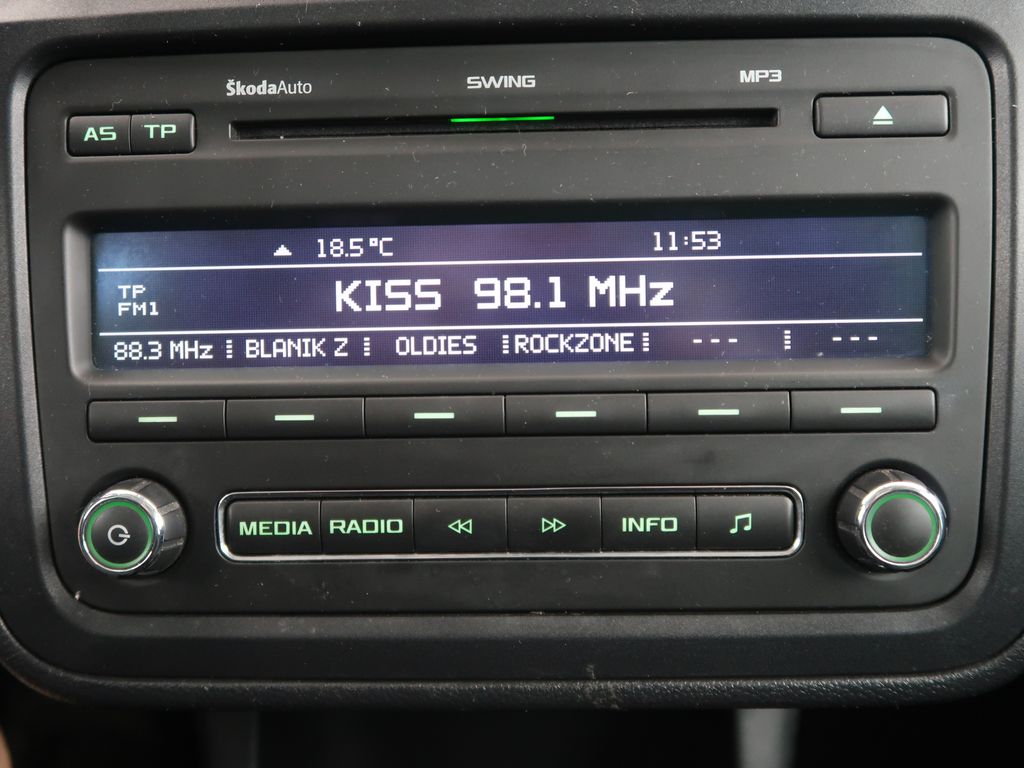 ŠkodaAuto SWING MP3
AS TP
18.5°C 11:53
KISS 98.1 MHz
TP
FM1
88.3 MHz BLANIK Z OLDIES ROCKZONE --- ---
MEDIA RADIO INFO